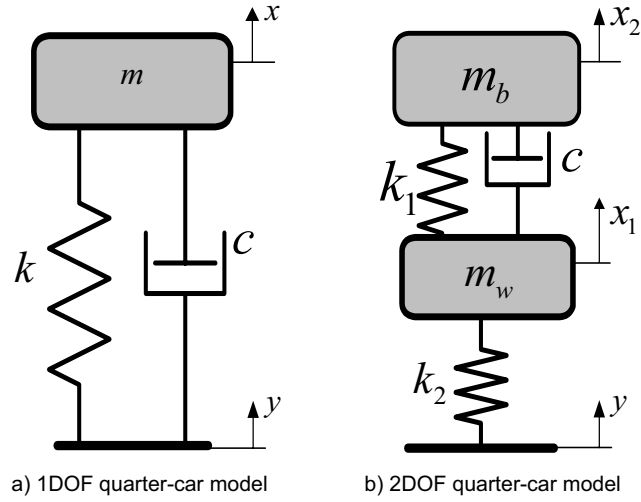 x
m
k
c
y
a) 1DOF quarter-car model
x2
mb
k1
c
x1
mw
k2
y
b) 2DOF quarter-car model